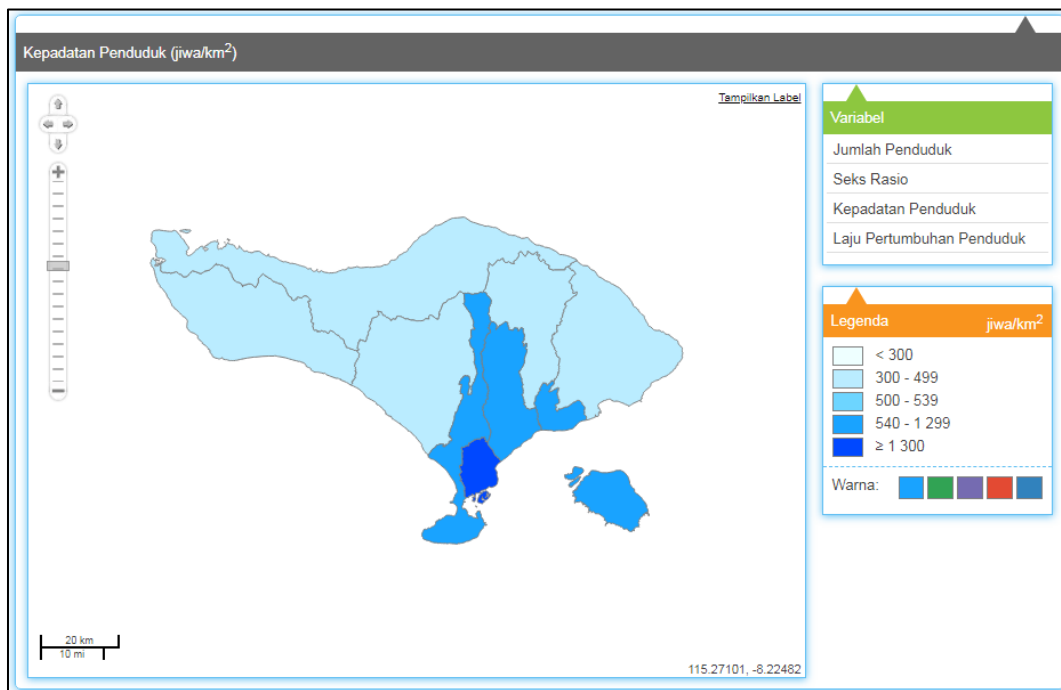 Kepadatan Penduduk (jiwa/km²)
Tampilkan Label
20 km
10 mi
115.27101, -8.22482
Variabel
Jumlah Penduduk
Seks Rasio
Kepadatan Penduduk
Laju Pertumbuhan Penduduk
Legenda jiwa/km²
< 300
300 - 499
500 - 539
540 - 1 299
≥ 1 300
Warna: